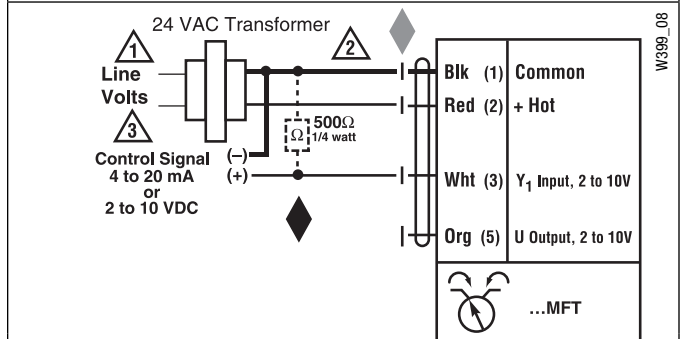 24 VAC Transformer
W399_08
1
2
Line
Volts
3
Blk (1) Common
Red (2) + Hot
Ω
500Ω
1/4 watt
Control Signal
4 to 20 mA
or
2 to 10 VDC
(–)
(+)
Wht (3) Y1 Input, 2 to 10V
Org (5) U Output, 2 to 10V
...MFT